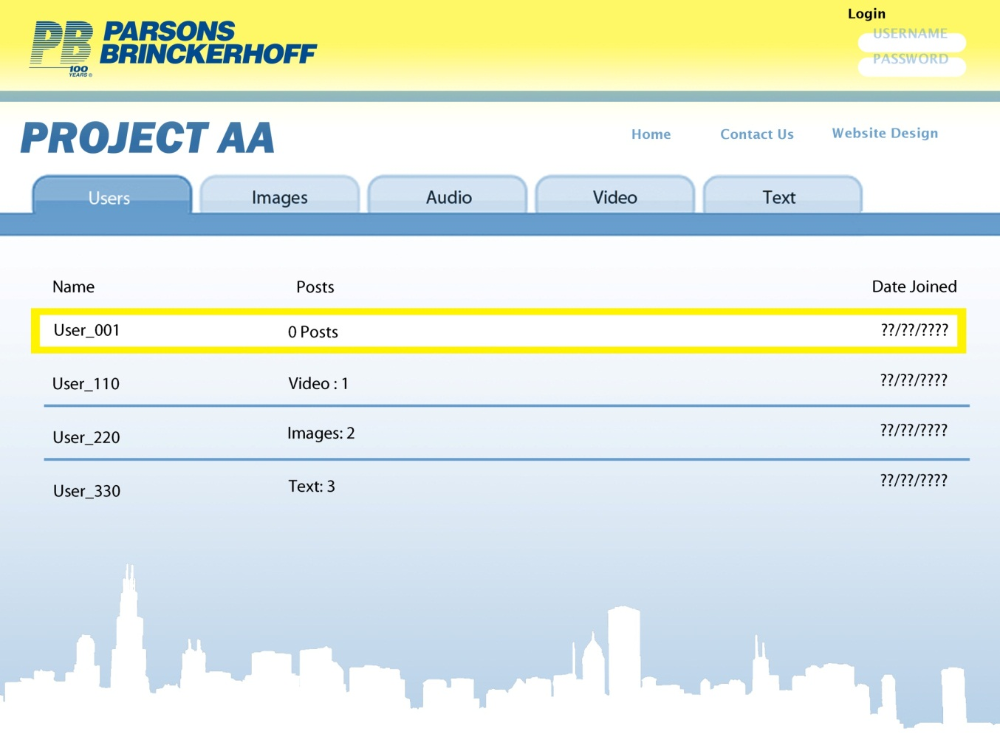 Login
USERNAME
PASSWORD
PB PARSONS
BRINCKERHOFF
100
YEARS ©
PROJECT AA
Home Contact Us Website Design
Users Images Audio Video Text
Name Posts Date Joined
User_001 0 Posts ??/??/????
User_110 Video : 1 ??/??/????
User_220 Images: 2 ??/??/????
User_330 Text: 3 ??/??/????